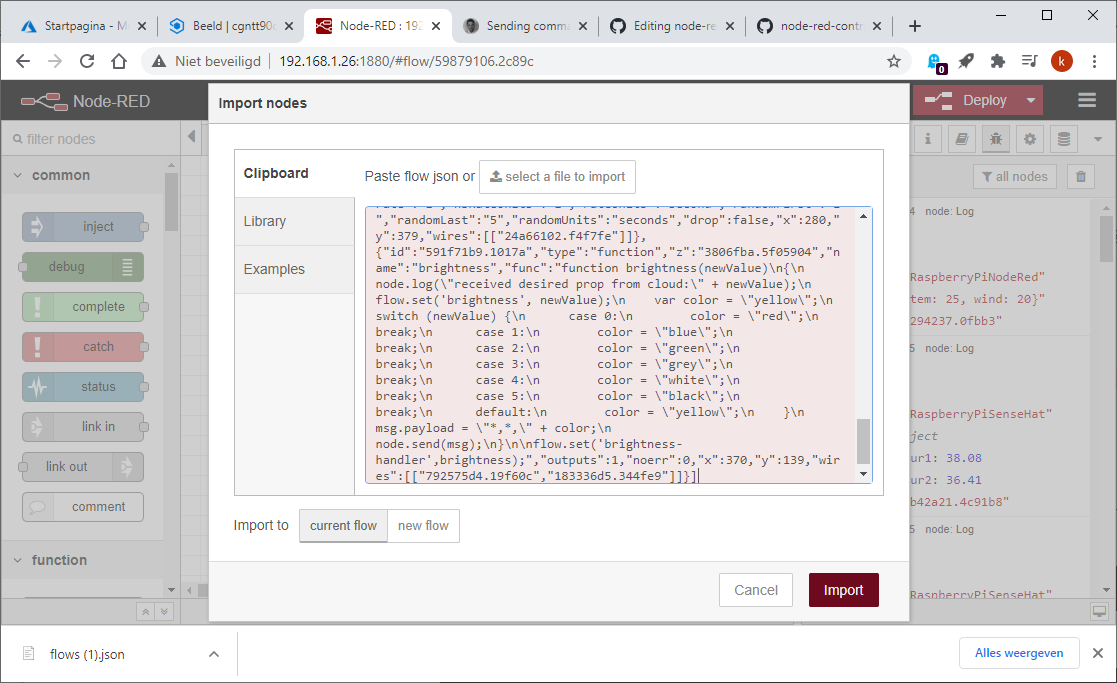 Startpagina - M
Beeld | cgntt90c
Node-RED : 192
Sending comma
Editing node-re
node-red-contr
Niet beveiligd
192.168.1.26:1880/#flow/59879106.2c89c
0
k
Node-RED
Deploy
Import nodes
filter nodes
common
inject
debug
complete
catch
status
link in
link out
comment
function
Clipboard
Library
Examples
Paste flow json or
select a file to import
","randomLast":"5","randomUnits":"seconds","drop":false,"x":280,"
y":379,"wires":[["24a66102.f4f7fe"]]},
{"id":"591f71b9.1017a","type":"function","z":"3806fba.5f05904","n
ame":"brightness","func":"function brightness(newValue)\n{\n
node.log(\"received desired prop from cloud:\" + newValue);\n
flow.set('brightness', newValue);\n    var color = \"yellow\";\n
switch (newValue) {\n      case 0:\n        color = \"red\";\n
break;\n      case 1:\n        color = \"blue\";\n
break;\n      case 2:\n        color = \"green\";\n
break;\n      case 3:\n        color = \"grey\";\n
break;\n      case 4:\n        color = \"white\";\n
break;\n      case 5:\n        color = \"black\";\n
break;\n      default:\n        color = \"yellow\";\n    }\n
msg.payload = \"*,*,\" + color;\n
node.send(msg);\n}\n\nflow.set('brightness-
handler',brightness);","outputs":1,"noerr":0,"x":370,"y":139,"wir
es":[["792575d4.19f60c","183336d5.344fe9"]]}]
Import to
current flow
new flow
Cancel
Import
all nodes
4 node: Log
RaspberryPiNodeRed"
tem: 25, wind: 20}"
294237.0fbb3"
5 node: Log
RaspberryPiSenseHat"
ject
ur1: 38.08
ur2: 36.41
b42a21.4c91b8"
5 node: Log
RaspberryPiSenseHat"
flows (1).json
Alles weergeven